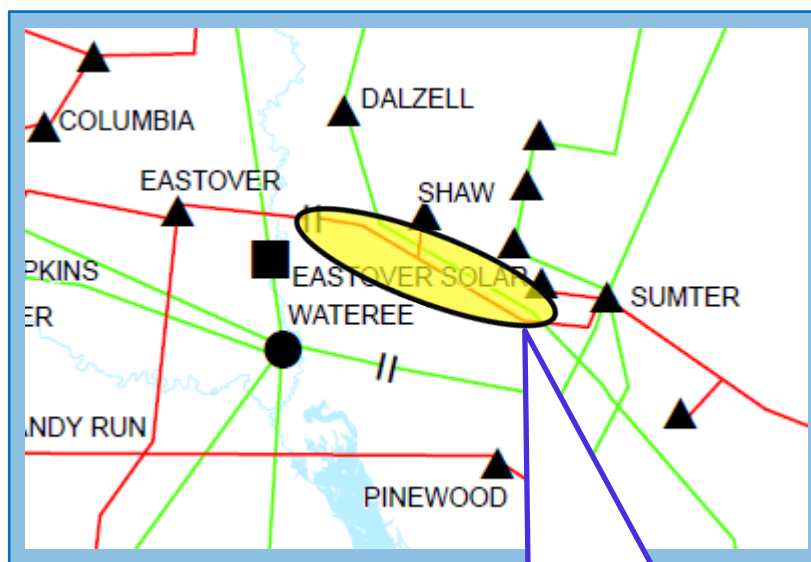 DALZELL
COLUMBIA
EASTOVER
SHAW
PKINS
EASTOVER SOLAR
SUMTER
ER
WATEREE
ANDY RUN
PINEWOOD